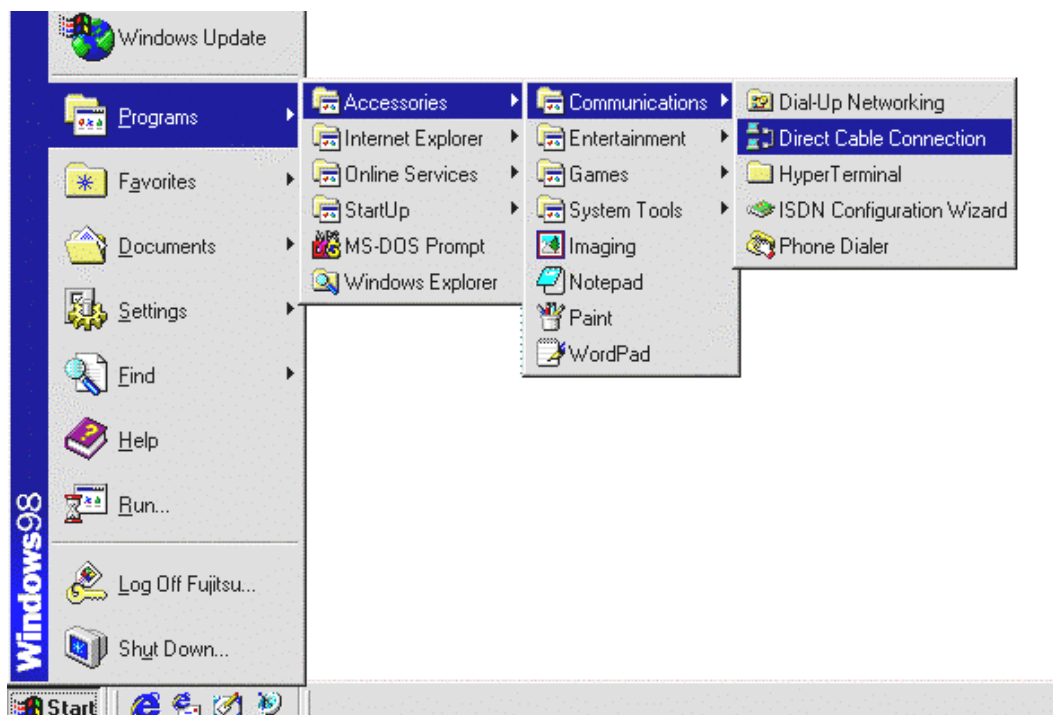 Windows Update
Programs
Favorites
Documents
Settings
Find
Help
Run...
Log Off Fujitsu...
Shut Down...
Windows98
Accessories
Internet Explorer
Online Services
StartUp
MS-DOS Prompt
Windows Explorer
Communications
Entertainment
Games
System Tools
Imaging
Notepad
Paint
WordPad
Dial-Up Networking
Direct Cable Connection
HyperTerminal
ISDN Configuration Wizard
Phone Dialer
Start